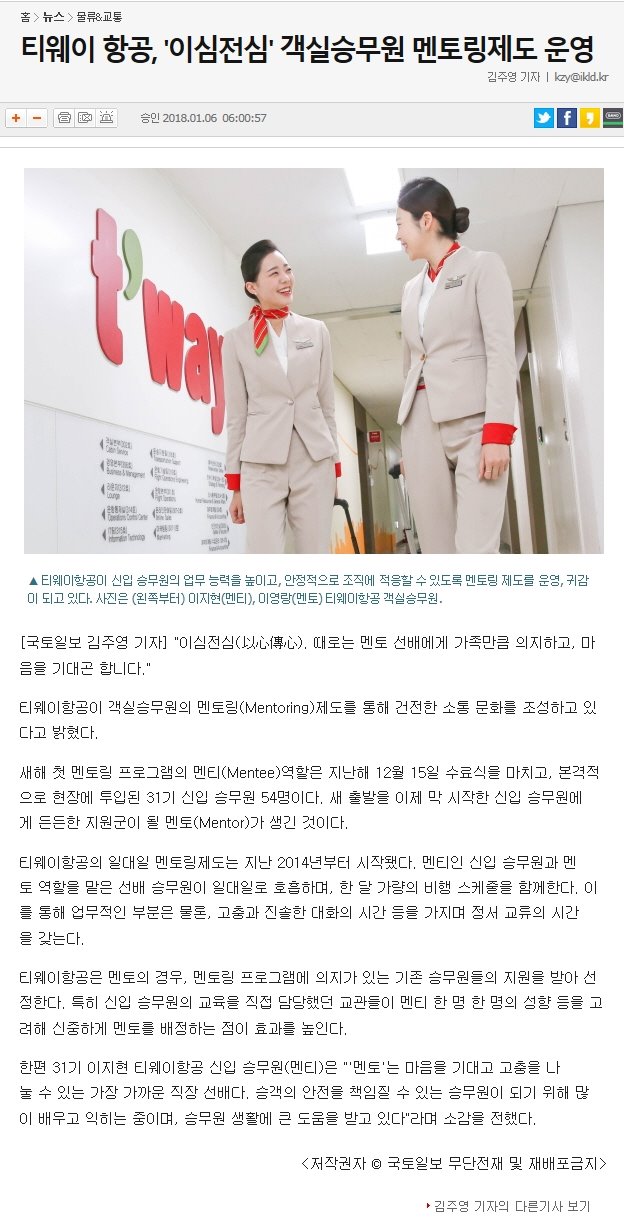 홈 > 뉴스 > 물류&교통
티웨이 항공, '이심전심' 객실승무원 멘토링제도 운영
김주영 기자 | kzy@ikld.kr
승인 2018.01.06 06:00:57
t'way
객실본부(302호)
Cabin Service
Business & Management
Lounge
Operations Control Center
Information Technology
Transportation Support
Flight Operations Engineering
Flight Operations
▲ 티웨이항공이 신입 승무원의 업무 능력을 높이고, 안정적으로 조직에 적응할 수 있도록 멘토링 제도를 운영, 귀감
이 되고 있다. 사진은 (왼쪽부터) 이지현(멘티), 이영랑(멘토) 티웨이항공 객실승무원.
[국토일보 김주영 기자] "이심전심(以心傳心). 때로는 멘토 선배에게 가족만큼 의지하고, 마
음을 기대곤 합니다."
티웨이항공이 객실승무원의 멘토링(Mentoring)제도를 통해 건전한 소통 문화를 조성하고 있
다고 밝혔다.
새해 첫 멘토링 프로그램의 멘티(Mentee)역할은 지난해 12월 15일 수료식을 마치고, 본격적
으로 현장에 투입된 31기 신입 승무원 54명이다. 새 출발을 이제 막 시작한 신입 승무원에
게 든든한 지원군이 될 멘토(Mentor)가 생긴 것이다.
티웨이항공의 일대일 멘토링제도는 지난 2014년부터 시작됐다. 멘티인 신입 승무원과 멘
토 역할을 맡은 선배 승무원이 일대일로 호흡하며, 한 달 가량의 비행 스케줄을 함께한다. 이
를 통해 업무적인 부분은 물론, 고충과 진솔한 대화의 시간 등을 가지며 정서 교류의 시간
을 갖는다.
티웨이항공은 멘토의 경우, 멘토링 프로그램에 의지가 있는 기존 승무원들의 지원을 받아 선
정한다. 특히 신입 승무원의 교육을 직접 담당했던 교관들이 멘티 한 명 한 명의 성향 등을 고
려해 신중하게 멘토를 배정하는 점이 효과를 높인다.
한편 31기 이지현 티웨이항공 신입 승무원(멘티)은 "'멘토'는 마음을 기대고 고충을 나
눌 수 있는 가장 가까운 직장 선배다. 승객의 안전을 책임질 수 있는 승무원이 되기 위해 많
이 배우고 익히는 중이며, 승무원 생활에 큰 도움을 받고 있다"라며 소감을 전했다.
<저작권자 © 국토일보 무단전재 및 재배포금지>
김주영 기자의 다른기사 보기